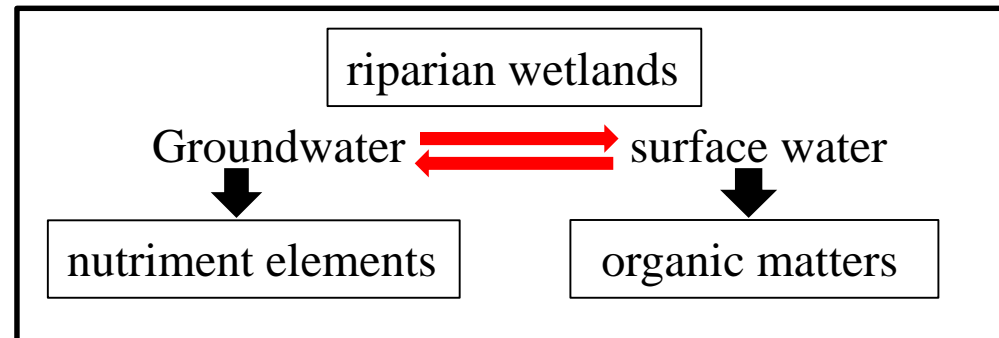 riparian wetlands
Groundwater surface water
nutriment elements organic matters